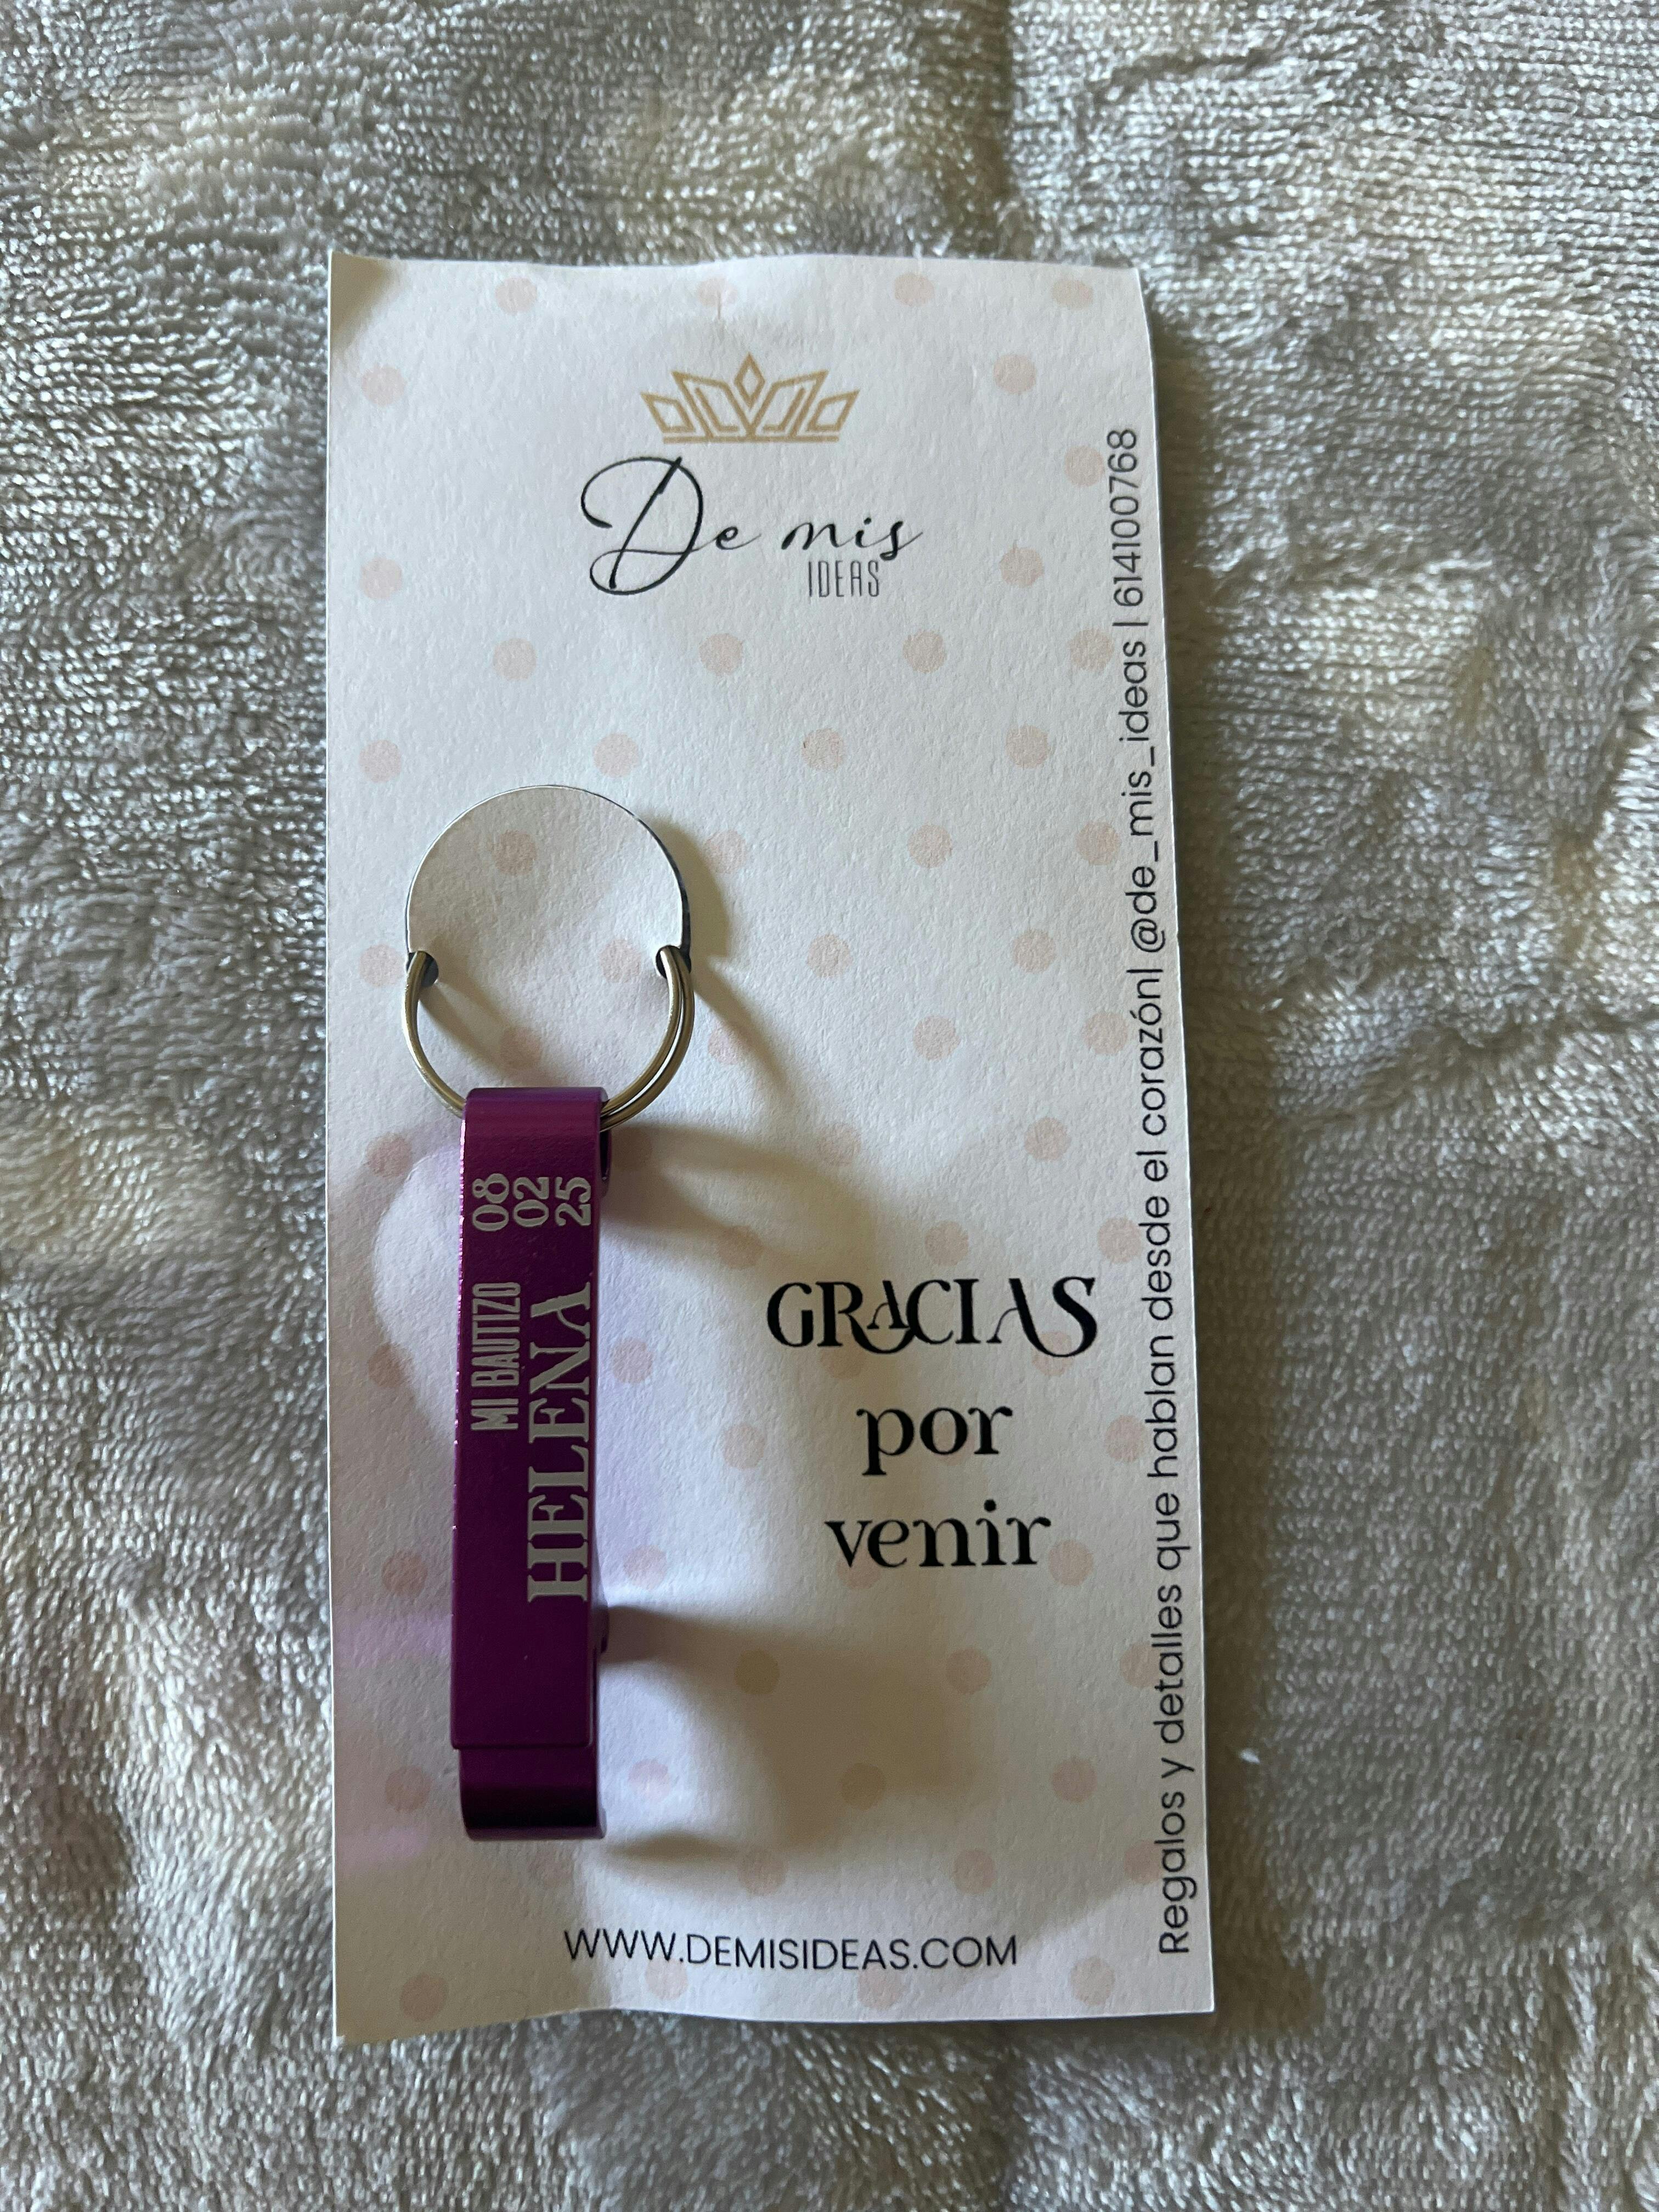 De mis
IDEAS
08
02
25
MI BAUTIZO
HELENA
GRACIAS
por
venir
WWW.DEMISIDEAS.COM
Regalos y detalles que hablan desde el corazónl @de_mis_ideas | 614100768